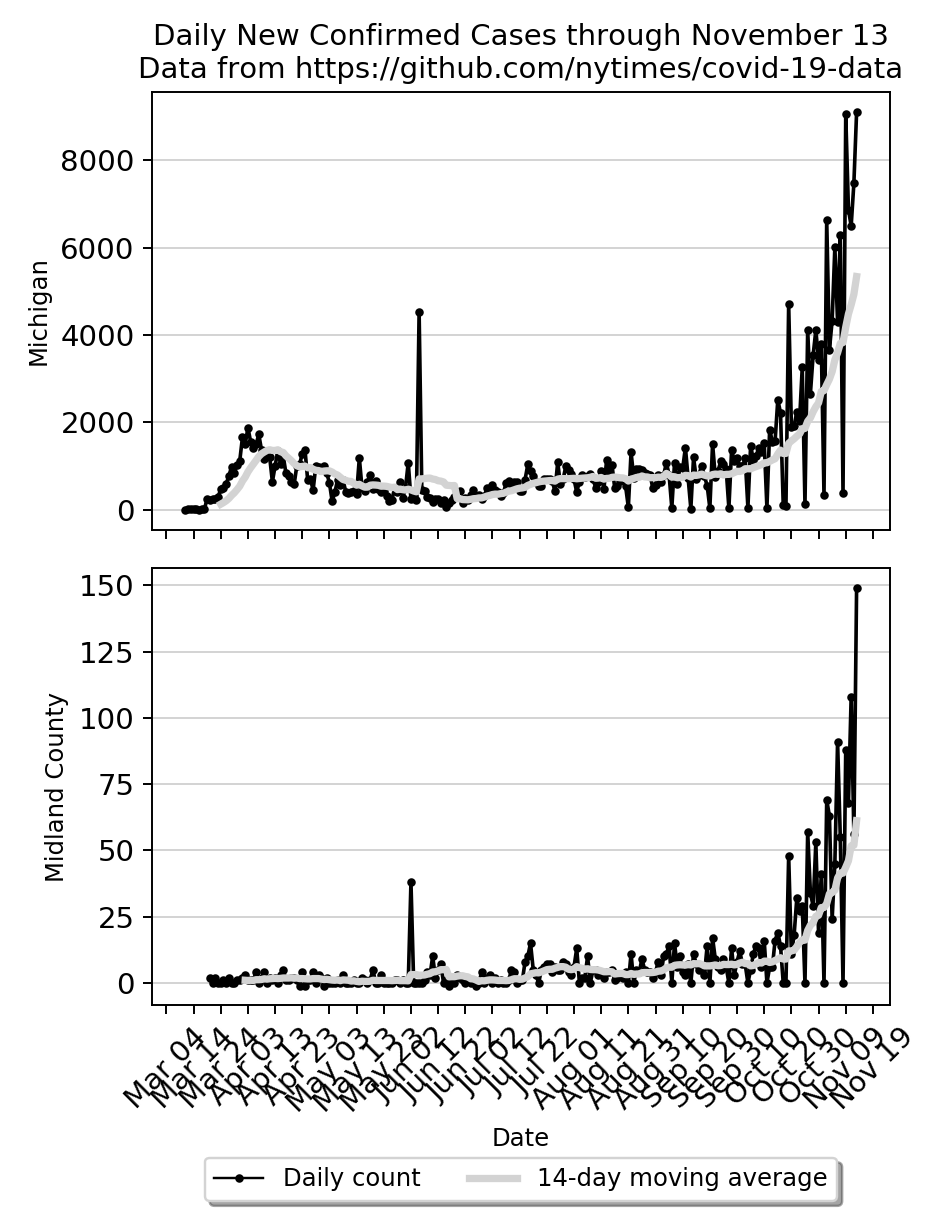 Daily New Confirmed Cases through November 13
Data from https://github.com/nytimes/covid-19-data
Michigan
8000
6000
4000
2000
0
Midland County
150
125
100
75
50
25
0
Mar 04
Mar 14
Mar 24
Apr 03
Apr 13
Apr 23
May 03
May 13
May 23
Jun 02
Jun 12
Jun 22
Jul 02
Jul 12
Jul 22
Aug 01
Aug 11
Aug 21
Aug 31
Sep 10
Sep 20
Sep 30
Oct 10
Oct 20
Oct 30
Nov 09
Nov 19
Date
Daily count
14-day moving average